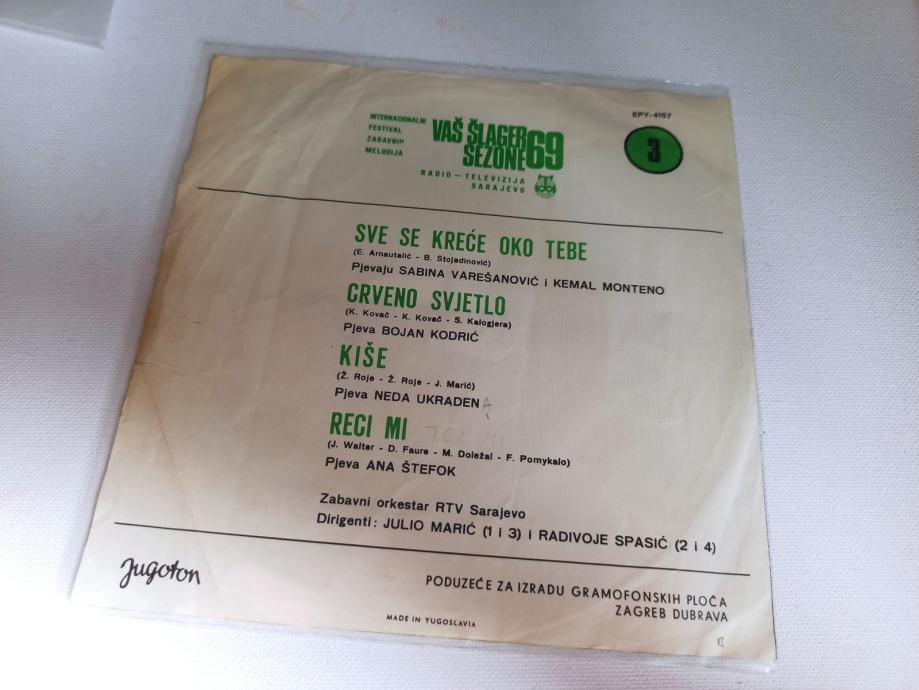 EPY-4157
INTERNACIONALNI
FESTIVAL
ZABAVNIH
MELODIJA
VAŠ ŠLAGER
SEZONE 69
RADIO — TELEVIZIJA
SARAJEVO
3
SVE SE KREĆE OKO TEBE
(E. Arnautalić - B. Stojadinović)
Pjevaju SABINA VAREŠANOVIĆ i KEMAL MONTENO
CRVENO SVJETLO
(K. Kovač - K. Kovač - S. Kalogjera)
Pjeva BOJAN KODRIĆ
KIŠE
(Ž. Roje - Ž. Roje - J. Marić)
Pjeva NEDA UKRADENA
RECI MI TEL MI
(J. Walter - D. Faure - M. Doležal - F. Pomykalo)
Pjeva ANA ŠTEFOK
Zabavni orkestar RTV Sarajevo
Dirigenti: JULIO MARIĆ (1 i 3) i RADIVOJE SPASIĆ (2 i 4)
Jugoton
PODUZEĆE ZA IZRADU GRAMOFONSKIH PLOČA
ZAGREB DUBRAVA
MADE IN YUGOSLAVIA